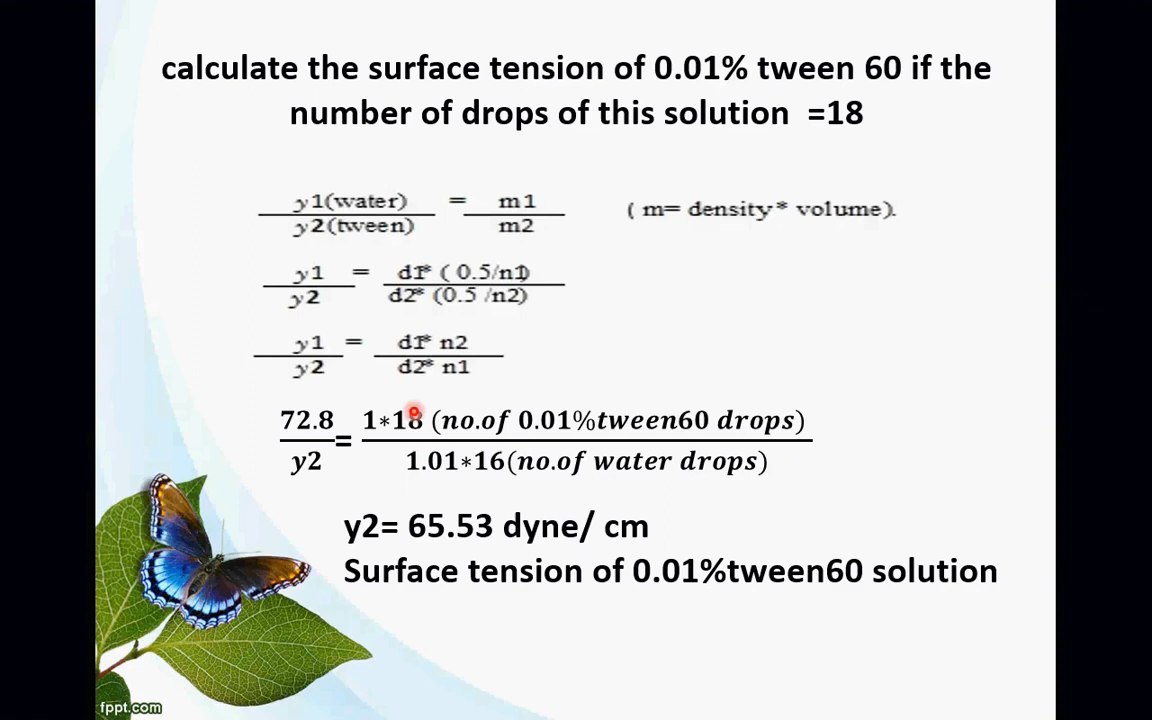 calculate the surface tension of 0.01% tween 60 if the
number of drops of this solution =18
y1(water) = m1 ( m= density* volume).
y2(tween) m2
y1 = d1* ( 0.5/n1)
y2 d2* (0.5 /n2)
y1 = d1* n2
y2 d2* n1
72.8 = 1*18 (no.of 0.01%tween60 drops)
y2 1.01*16(no.of water drops)
y2= 65.53 dyne/ cm
Surface tension of 0.01%tween60 solution
fppt.com